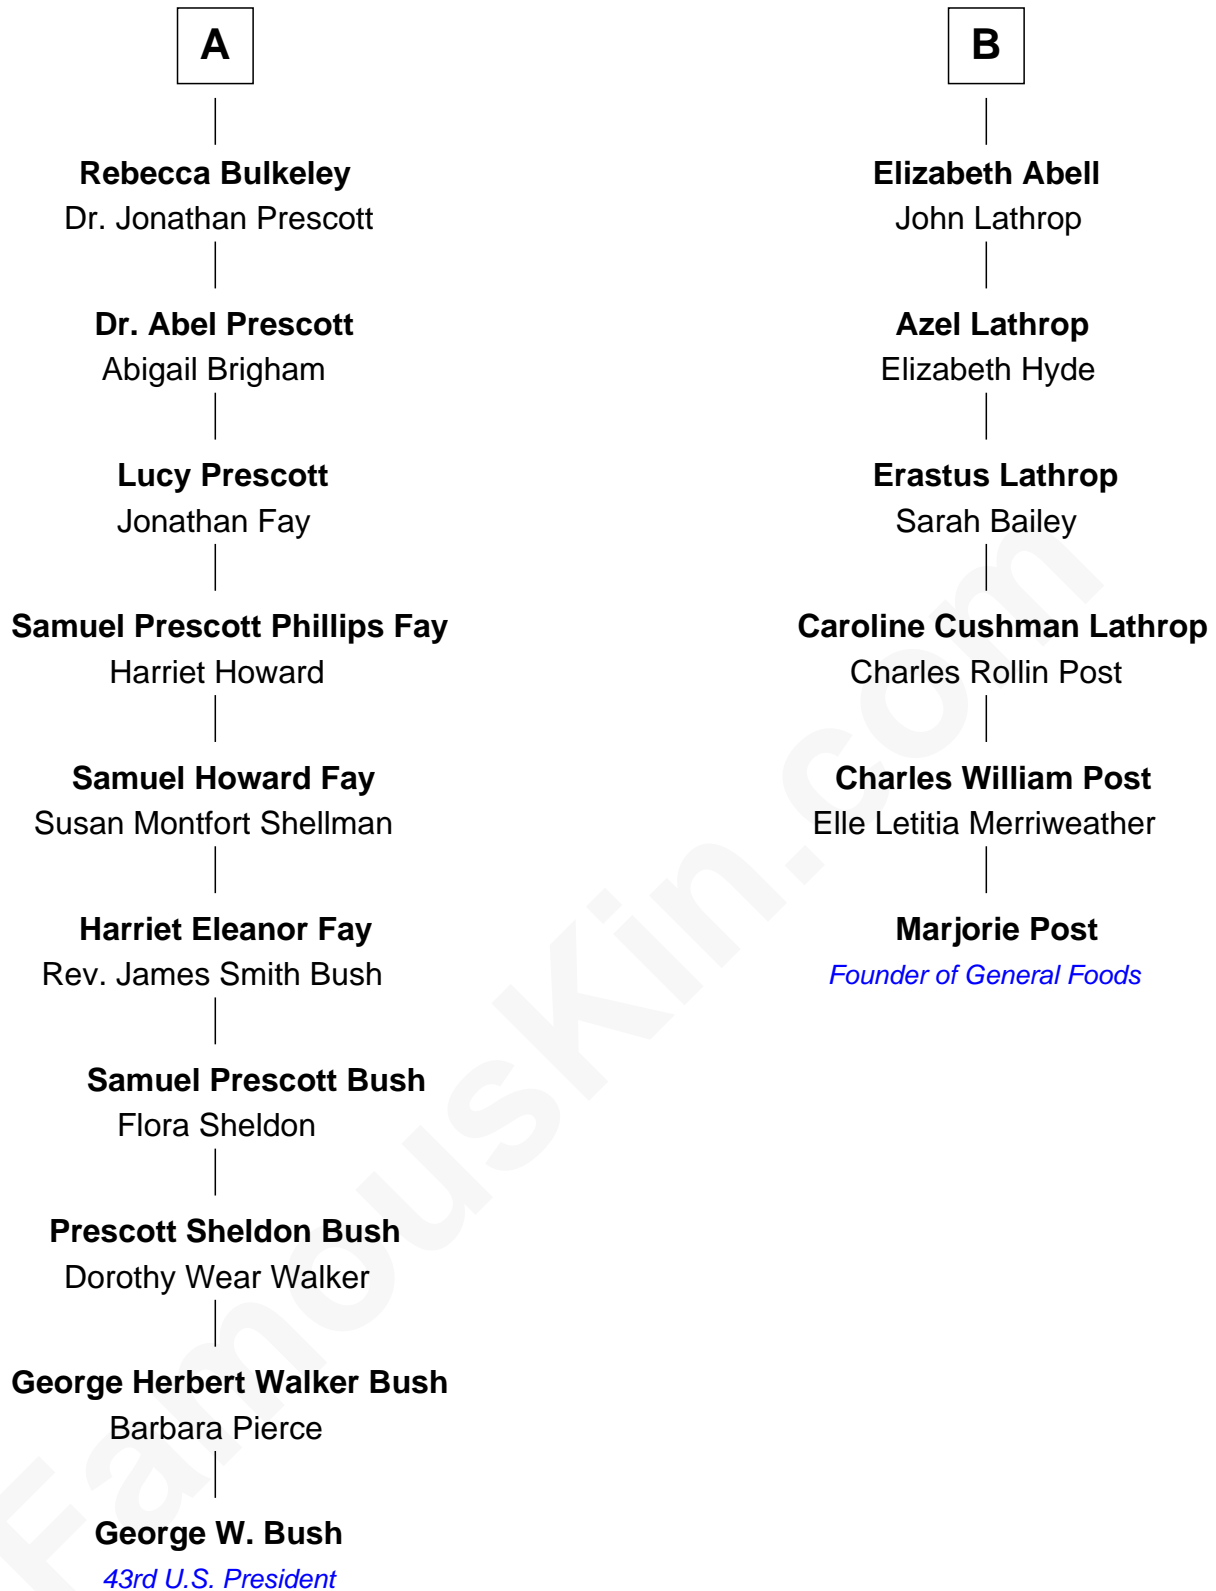 A
Rebecca Bulkeley
Dr. Jonathan Prescott
Dr. Abel Prescott
Abigail Brigham
Lucy Prescott
Jonathan Fay
Samuel Prescott Phillips Fay
Harriet Howard
Samuel Howard Fay
Susan Montfort Shellman
Harriet Eleanor Fay
Rev. James Smith Bush
Samuel Prescott Bush
Flora Sheldon
Prescott Sheldon Bush
Dorothy Wear Walker
George Herbert Walker Bush
Barbara Pierce
George W. Bush
43rd U.S. President
B
Elizabeth Abell
John Lathrop
Azel Lathrop
Elizabeth Hyde
Erastus Lathrop
Sarah Bailey
Caroline Cushman Lathrop
Charles Rollin Post
Charles William Post
Elle Letitia Merriweather
Marjorie Post
Founder of General Foods
FamousKin.com